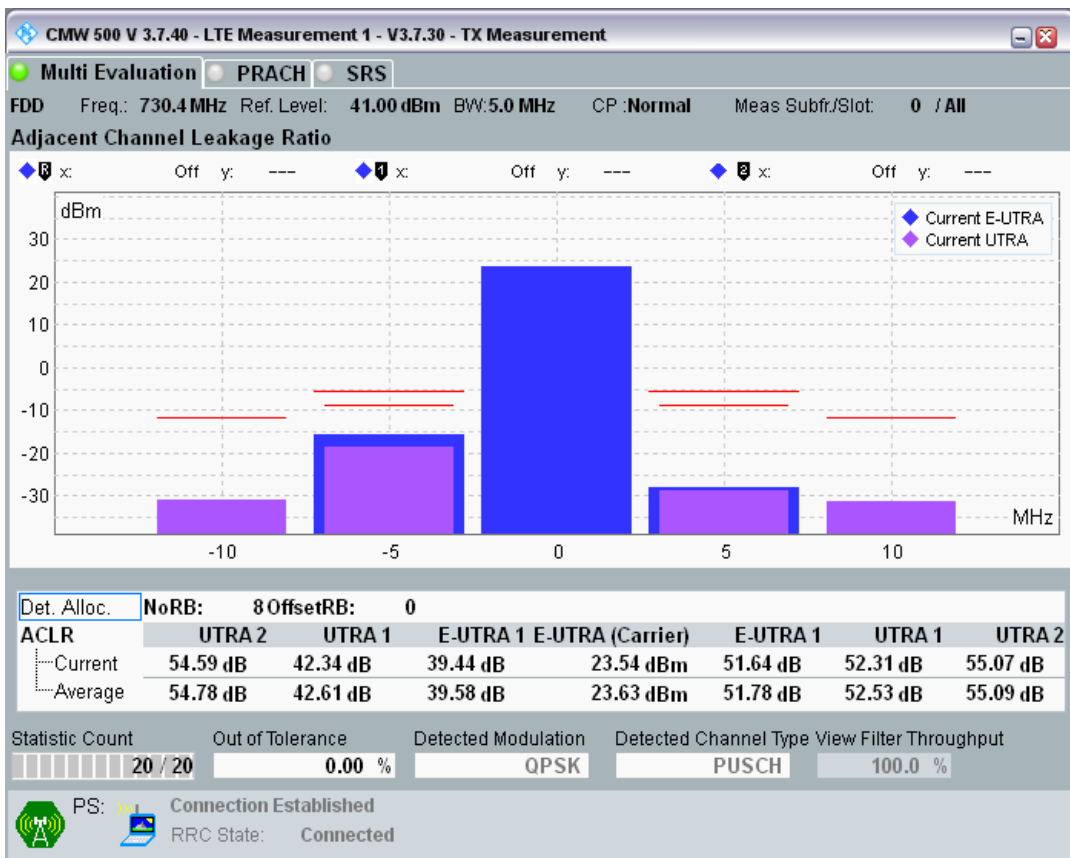 CMW 500 V 3.7.40 - LTE Measurement 1 - V3.7.30 - TX Measurement
Multi Evaluation PRACH SRS
FDD Freq.: 730.4 MHz Ref. Level: 41.00 dBm BW:5.0 MHz CP :Normal Meas Subfr./Slot: 0 / All
Adjacent Channel Leakage Ratio
R x: Off y: --- 1 x: Off y: --- 2 x: Off y: ---
dBm
Current E-UTRA
Current UTRA
30
20
10
0
-10
-20
-30
MHz
-10 -5 0 5 10
Det. Alloc. NoRB: 8 OffsetRB: 0
ACLR UTRA 2 UTRA 1 E-UTRA 1 E-UTRA (Carrier) E-UTRA 1 UTRA 1 UTRA 2
Current 54.59 dB 42.34 dB 39.44 dB 23.54 dBm 51.64 dB 52.31 dB 55.07 dB
Average 54.78 dB 42.61 dB 39.58 dB 23.63 dBm 51.78 dB 52.53 dB 55.09 dB
Statistic Count Out of Tolerance Detected Modulation Detected Channel Type View Filter Throughput
20 / 20 0.00 % QPSK PUSCH 100.0 %
PS: Connection Established
RRC State: Connected